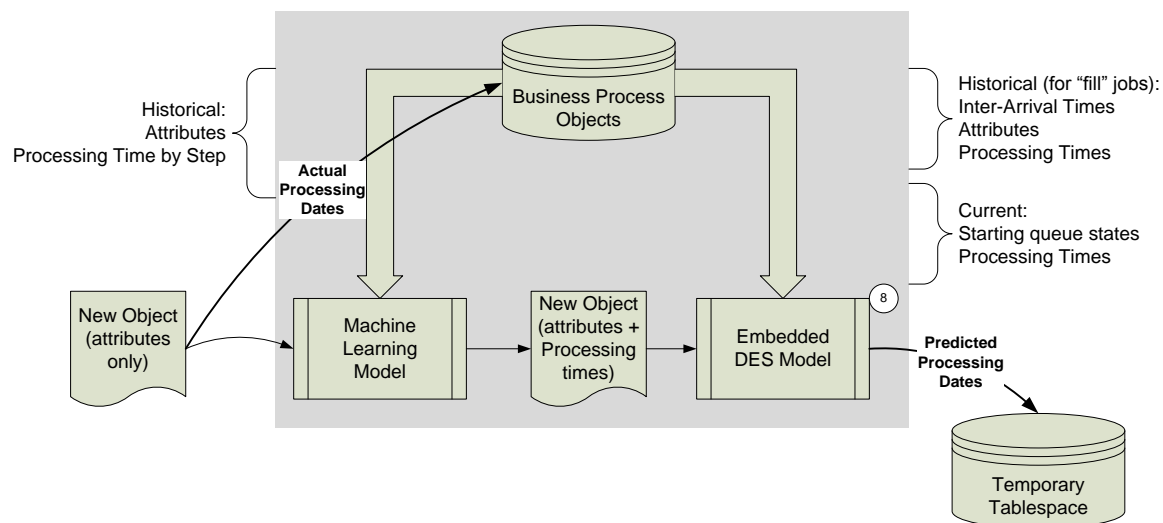 Business Process
Objects
Historical:
Attributes
Processing Time by Step
Historical (for “fill” jobs):
Inter-Arrival Times
Attributes
Processing Times
Actual
Processing
Dates
Current:
Starting queue states
Processing Times
New Object
(attributes
only)
Machine
Learning
Model
New Object
(attributes +
Processing
times)
Embedded
DES Model
8
Predicted
Processing
Dates
Temporary
Tablespace